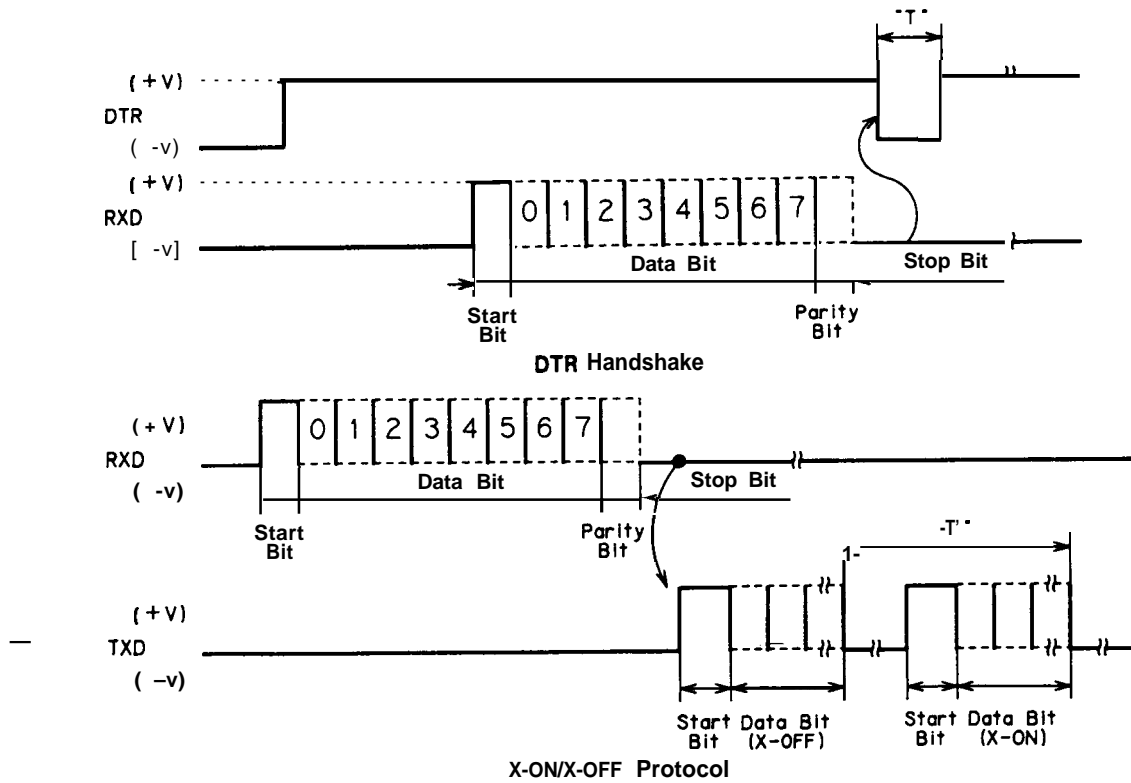 "T"
(+V)
DTR
( -v)
(+V)
RXD
[ -v]
0 1 2 3 4 5 6 7
Data Bit
Stop Bit
Start
Bit
Parity
Bit
DTR Handshake
(+V)
RXD
( -v)
0 1 2 3 4 5 6 7
Data Bit
Stop Bit
Start
Bit
Parity
Bit
1-
-T'"
(+V)
TXD
( -v)
Start
Bit
Data Bit
(X-OFF)
Start
Bit
Data Bit
(X-ON)
X-ON/X-OFF Protocol